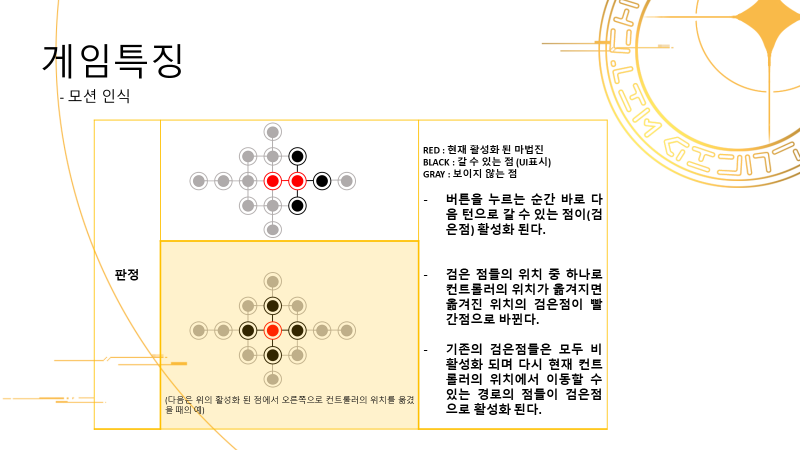 게임특징
- 모션 인식
판정
(다음은 위의 활성화 된 점에서 오른쪽으로 컨트롤러의 위치를 옮겼
을 때의 예)
RED : 현재 활성화 된 마법진
BLACK : 갈 수 있는 점 (UI표시)
GRAY : 보이지 않는 점
- 버튼을 누르는 순간 바로 다
음 턴으로 갈 수 있는 점이(검
은점) 활성화 된다.
- 검은 점들의 위치 중 하나로
컨트롤러의 위치가 옮겨지면
옮겨진 위치의 검은점이 빨
간점으로 바뀐다.
- 기존의 검은점들은 모두 비
활성화 되며 다시 현재 컨트
롤러의 위치에서 이동할 수
있는 경로의 점들이 검은점
으로 활성화 된다.